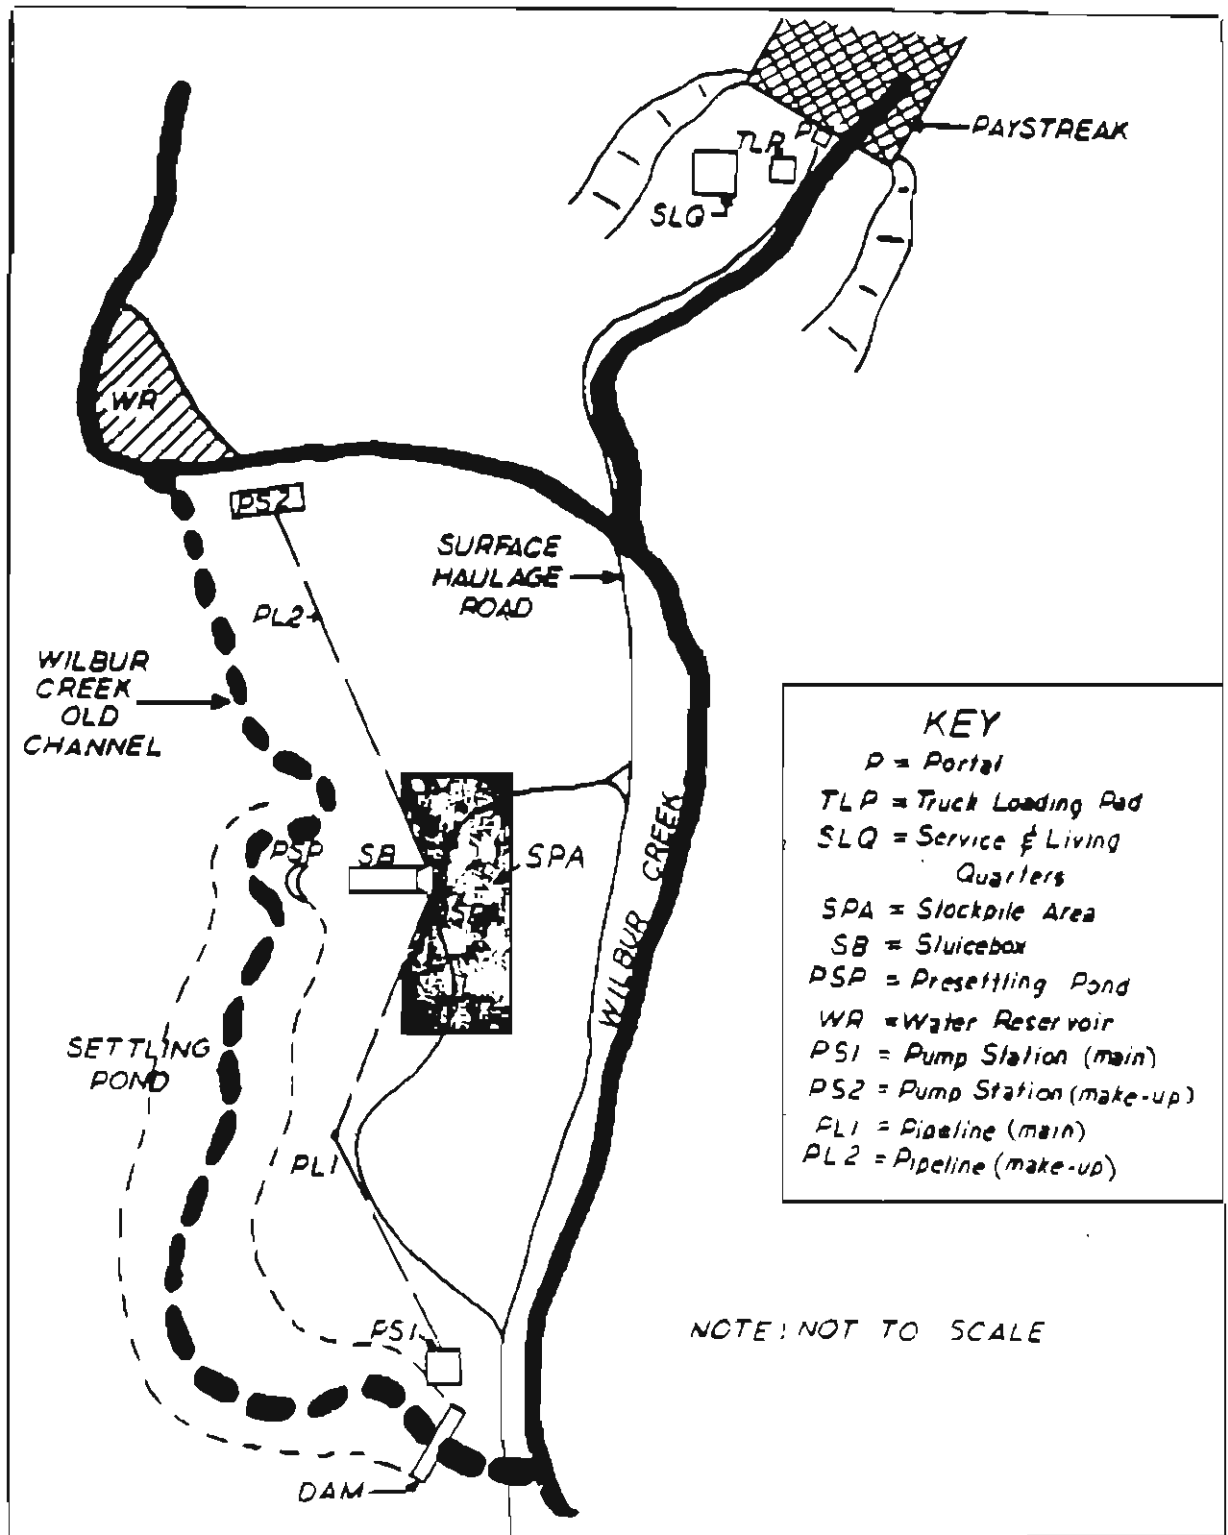 PAYSTREAK
P
TLP
SLQ
WR
PS2
SURFACE
HAULAGE
ROAD
PL2
WILBUR
CREEK
OLD
CHANNEL
PSP
SB
SPA
WILBUR CREEK
SETTLING
POND
PL1
PS1
DAM
KEY
P = Portal
TLP = Truck Loading Pad
SLQ = Service & Living
Quarters
SPA = Stockpile Area
SB = Sluicebox
PSP = Presettling Pond
WR = Water Reservoir
PS1 = Pump Station (main)
PS2 = Pump Station (make-up)
PL1 = Pipeline (main)
PL2 = Pipeline (make-up)
NOTE: NOT TO SCALE